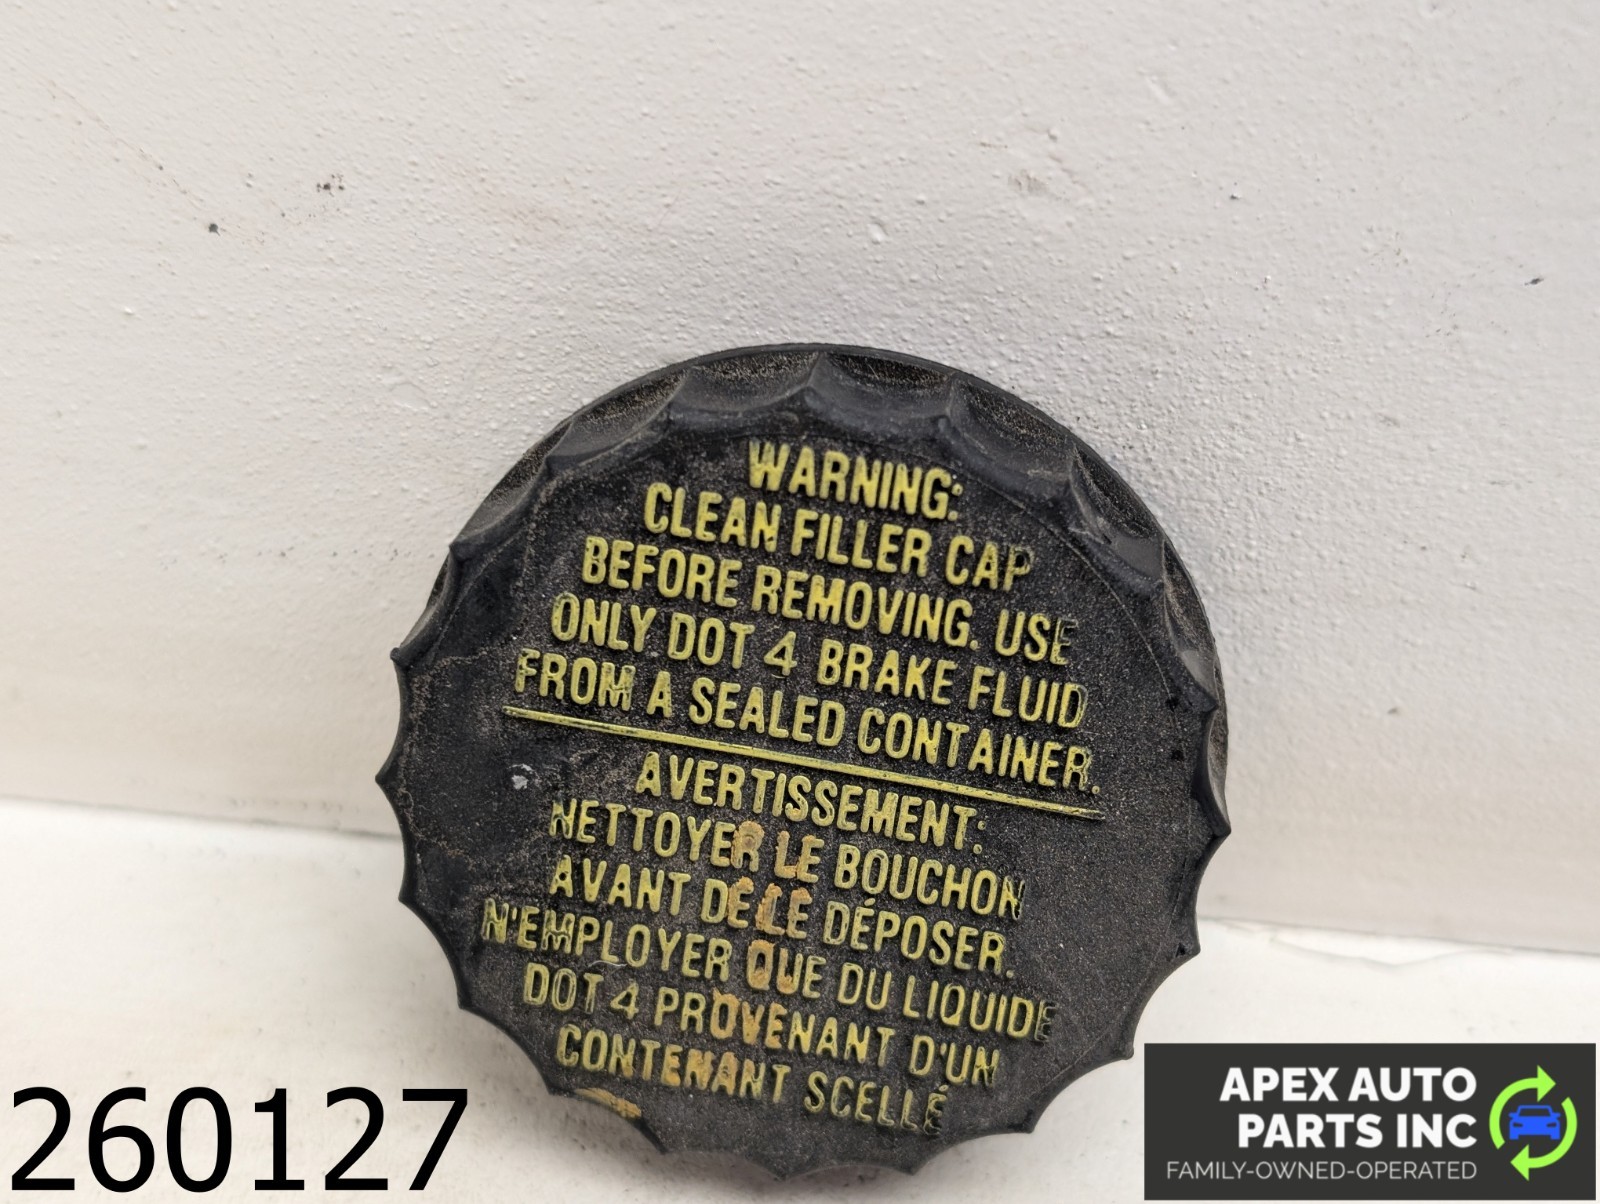 WARNING:
CLEAN FILLER CAP
BEFORE REMOVING. USE
ONLY DOT 4 BRAKE FLUID
FROM A SEALED CONTAINER.
AVERTISSEMENT:
NETTOYER LE BOUCHON
AVANT DE LE DÉPOSER.
N'EMPLOYER QUE DU LIQUIDE
DOT 4 PROVENANT D'UN
CONTENANT SCELLÉ
260127
APEX AUTO
PARTS INC
FAMILY-OWNED-OPERATED